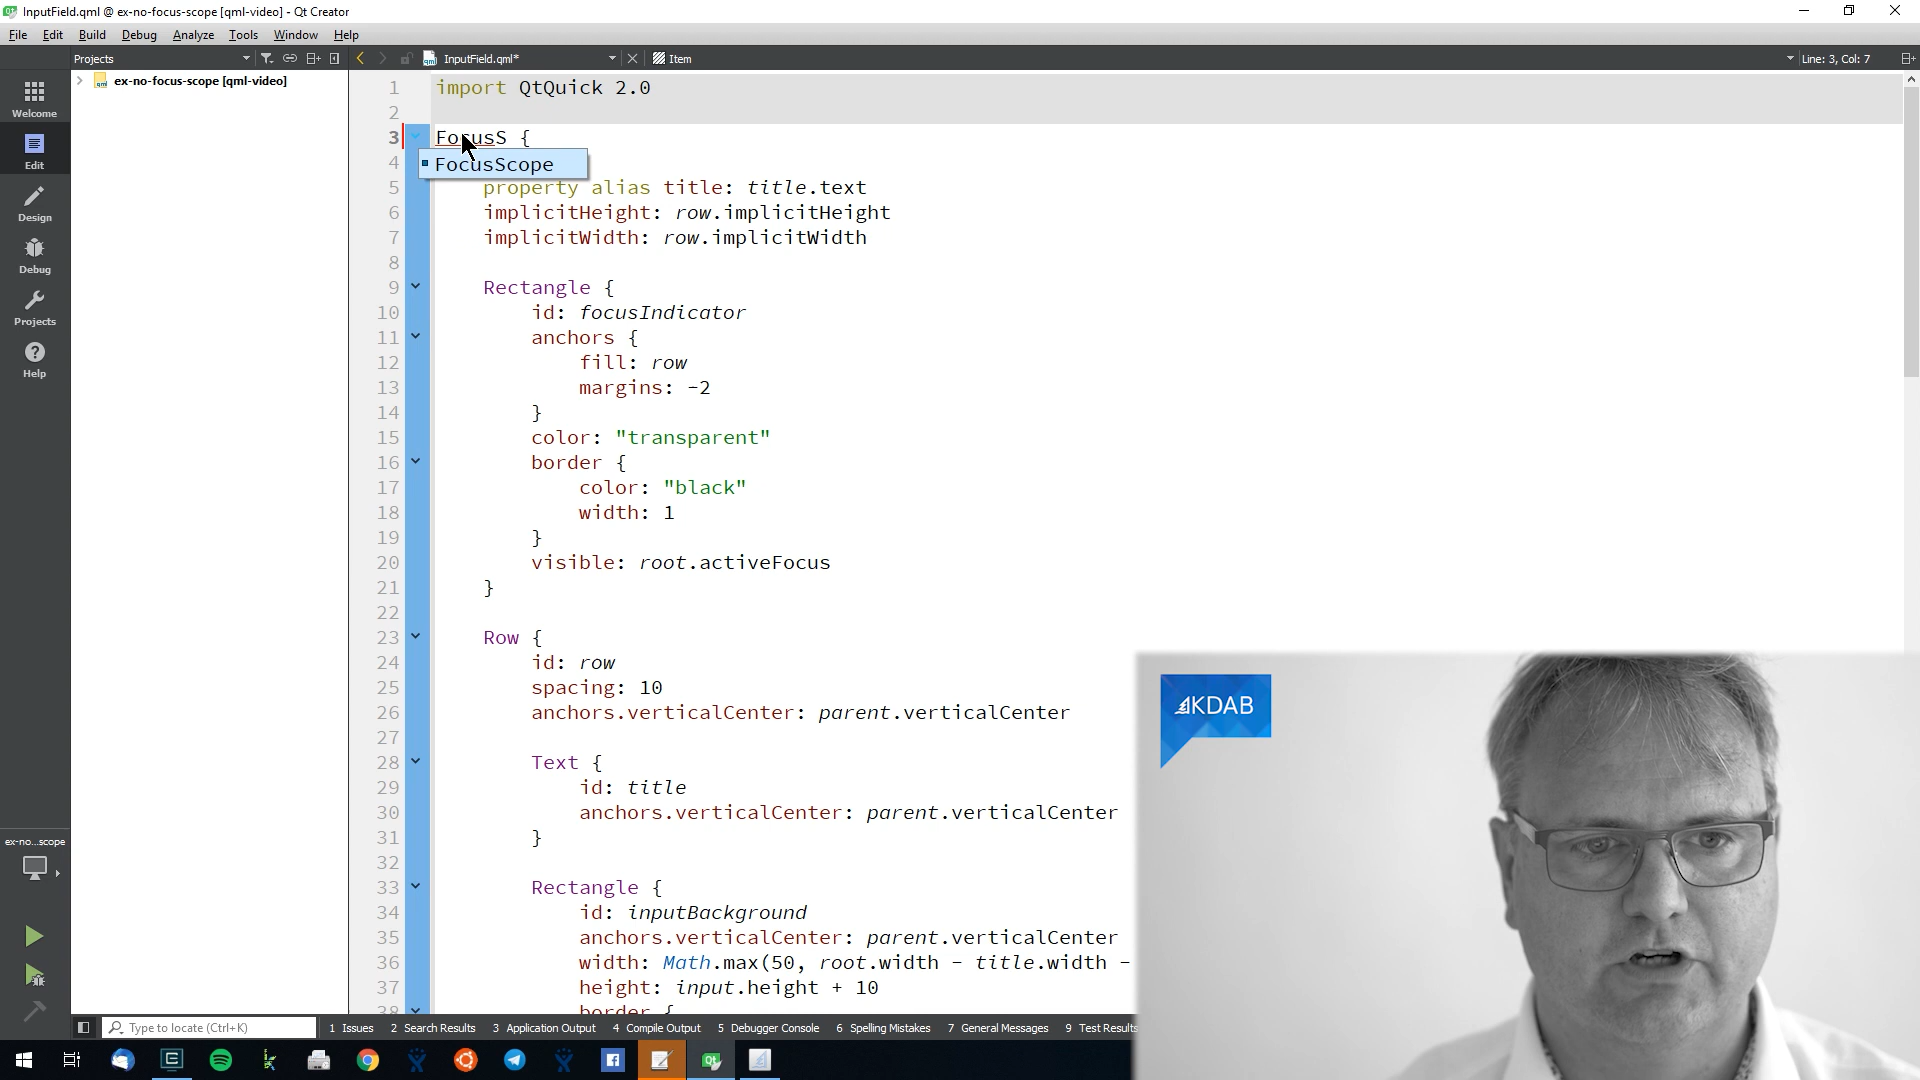 InputField.qml @ ex-no-focus-scope [qml-video] - Qt Creator
File Edit Build Debug Analyze Tools Window Help
Projects
InputField.qml*
Item
Line: 3, Col: 7
ex-no-focus-scope [qml-video]
Welcome
Edit
Design
Debug
Projects
Help
ex-no...scope
1 import QtQuick 2.0
2
3 FocusS {
FocusScope
4
5 property alias title: title.text
6 implicitHeight: row.implicitHeight
7 implicitWidth: row.implicitWidth
8
9 Rectangle {
10 id: focusIndicator
11 anchors {
12 fill: row
13 margins: -2
14 }
15 color: "transparent"
16 border {
17 color: "black"
18 width: 1
19 }
20 visible: root.activeFocus
21 }
22
23 Row {
24 id: row
25 spacing: 10
26 anchors.verticalCenter: parent.verticalCenter
27
28 Text {
29 id: title
30 anchors.verticalCenter: parent.verticalCenter
31 }
32
33 Rectangle {
34 id: inputBackground
35 anchors.verticalCenter: parent.verticalCenter
36 width: Math.max(50, root.width - title.width -
37 height: input.height + 10
38 border {
KDAB
Type to locate (Ctrl+K)
1 Issues 2 Search Results 3 Application Output 4 Compile Output 5 Debugger Console 6 Spelling Mistakes 7 General Messages 9 Test Results